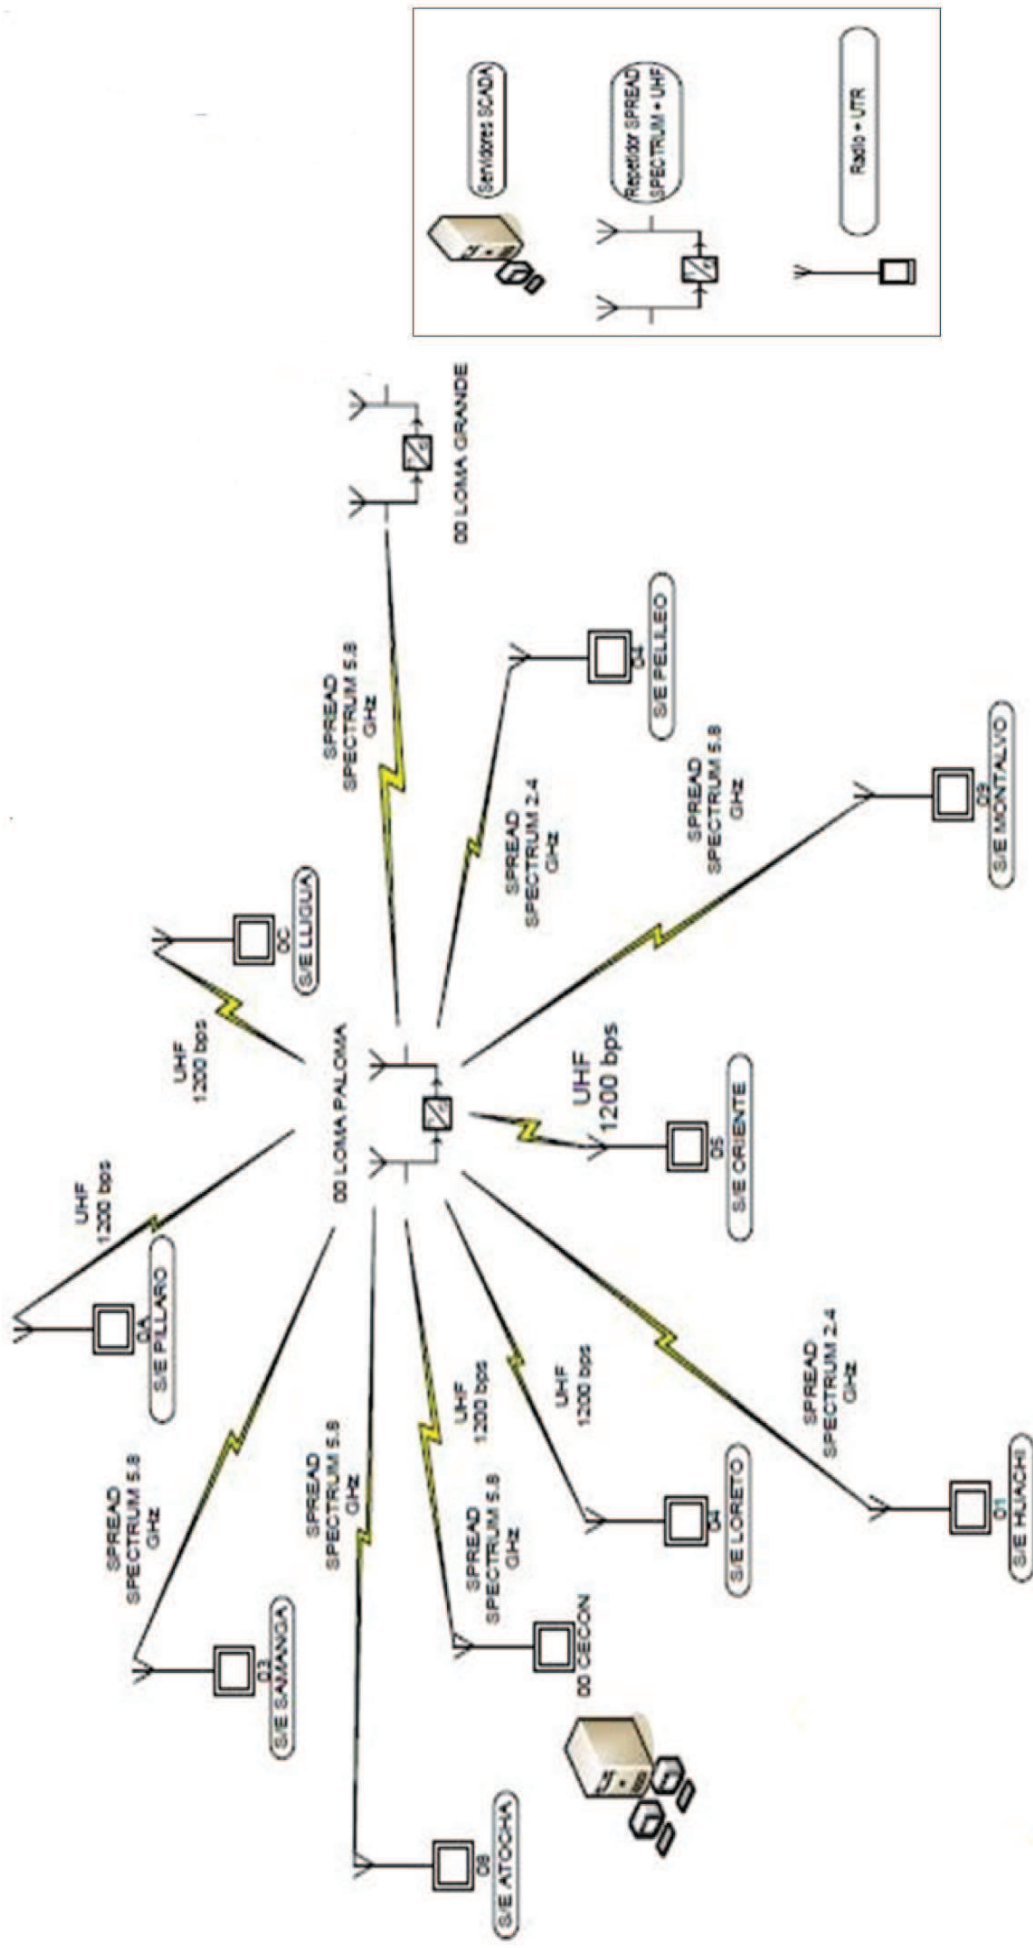 S/E PILLARO
0A
UHF
1200 bps
UHF
1200 bps
0C
S/E LLIGUA
SPREAD
SPECTRUM 5.8
GHz
03
S/E SAMANGA
SPREAD
SPECTRUM 5.8
GHz
08
S/E ATOCHA
00 LOMA PALOMA
SPREAD
SPECTRUM 5.8
GHz
00 LOMA GRANDE
UHF
1200 bps
SPREAD
SPECTRUM 5.8
GHz
00 CECON
UHF
1200 bps
04
S/E LORETO
SPREAD
SPECTRUM 2.4
GHz
04
S/E PELILEO
UHF
1200 bps
05
S/E ORIENTE
SPREAD
SPECTRUM 5.8
GHz
09
S/E MONTALVO
SPREAD
SPECTRUM 2.4
GHz
01
S/E HUACHI
Servidores SCADA
Repetidor SPREAD
SPECTRUM + UHF
Radio + UTR